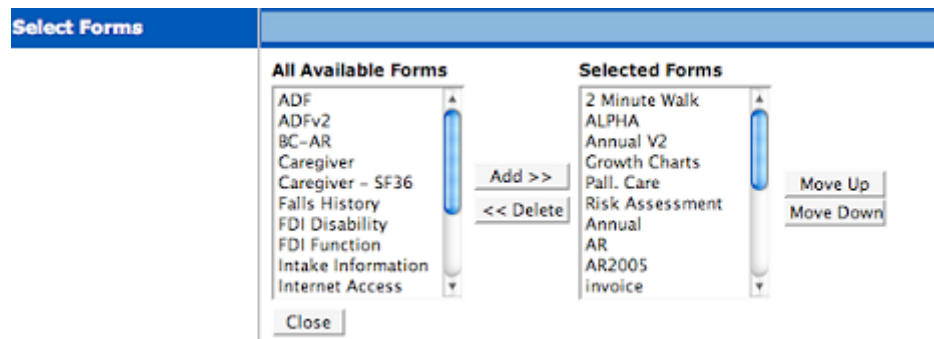 Select Forms
All Available Forms
ADF
ADFv2
BC-AR
Caregiver
Caregiver - SF36
Falls History
FDI Disability
FDI Function
Intake Information
Internet Access
Add >>
<< Delete
Selected Forms
2 Minute Walk
ALPHA
Annual V2
Growth Charts
Pall. Care
Risk Assessment
Annual
AR
AR2005
invoice
Move Up
Move Down
Close